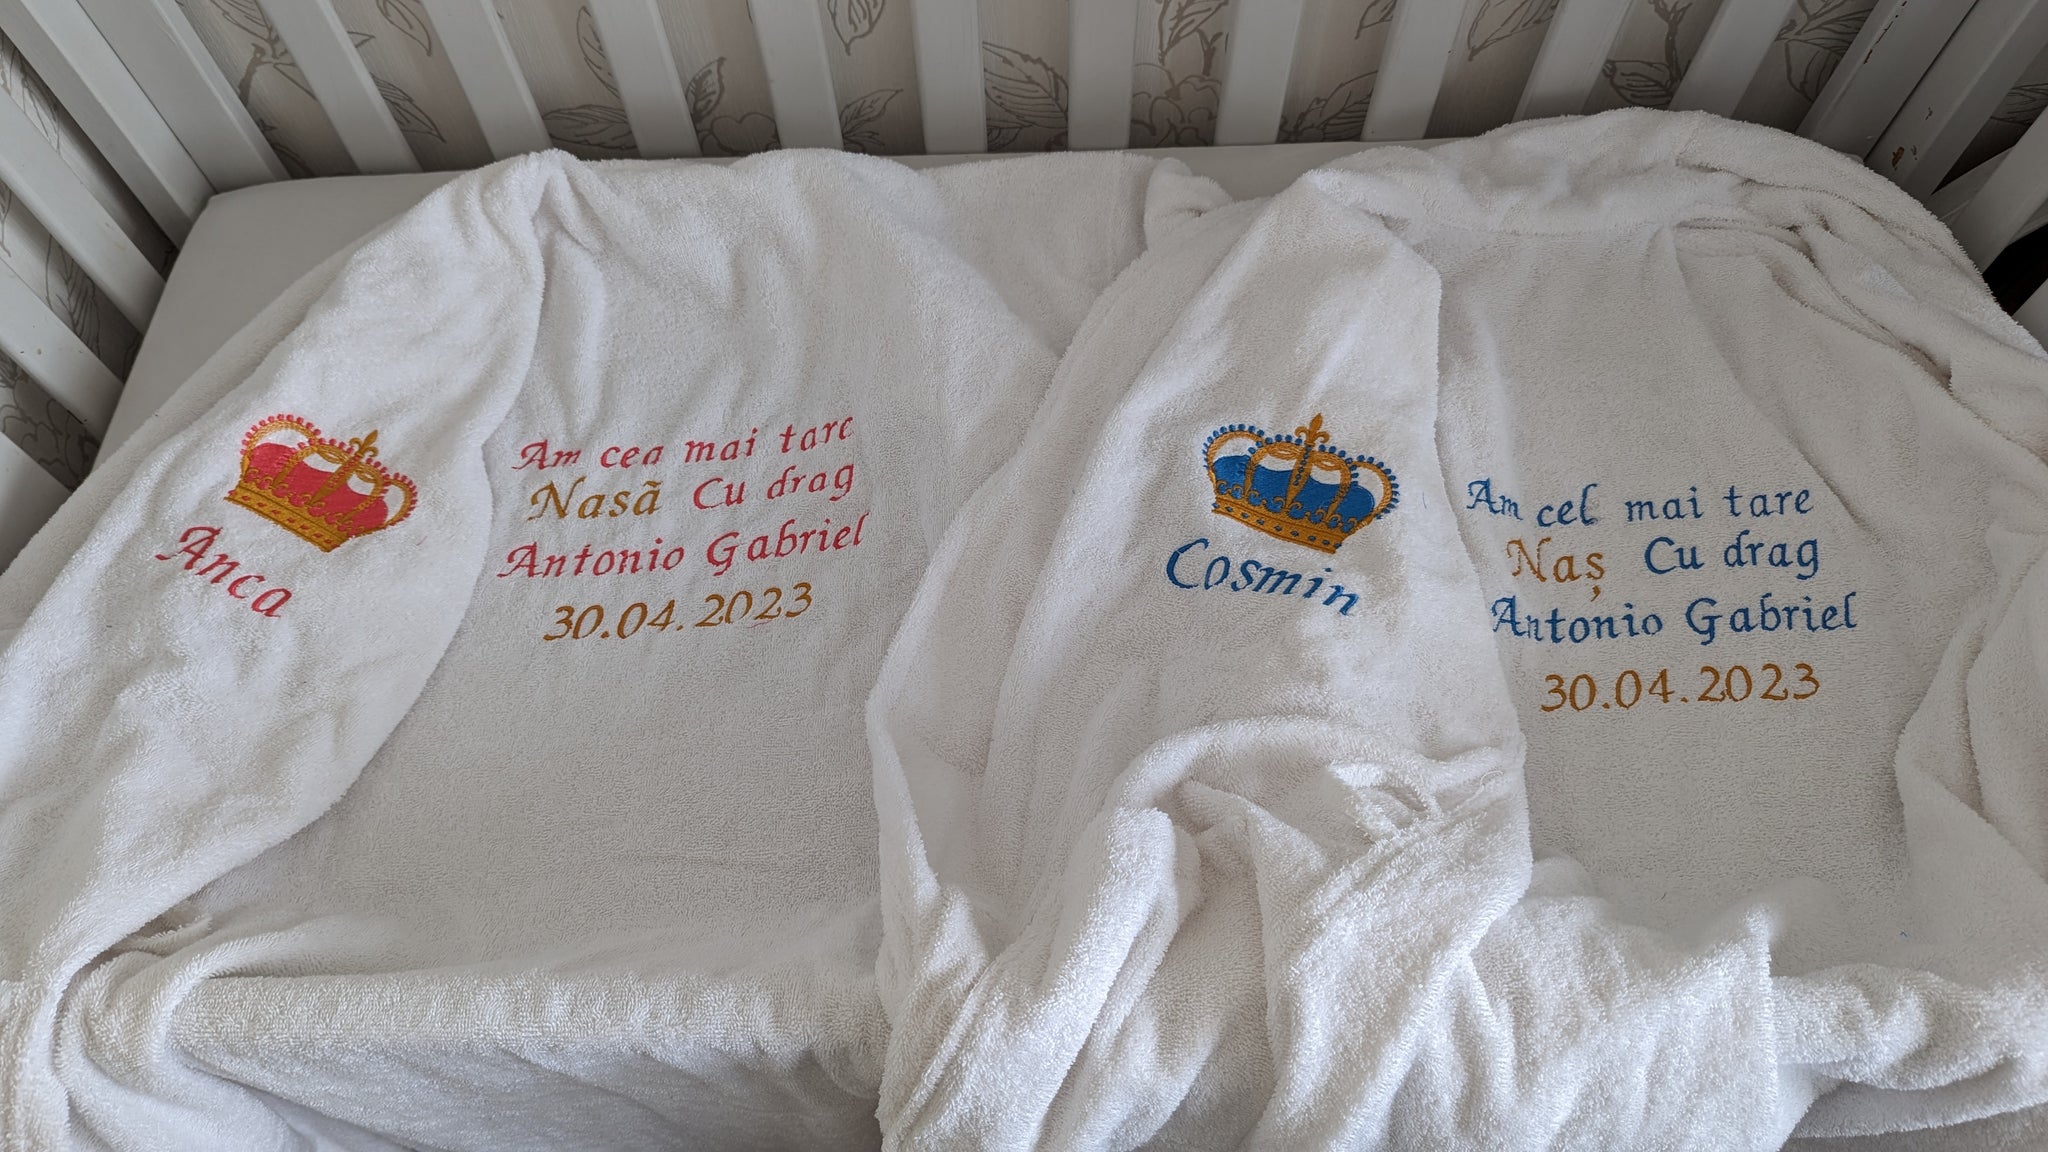 Anca
Am cea mai tare
Nasã Cu drag
Antonio Gabriel
30.04.2023
Cosmin
Am cel mai tare
Naș Cu drag
Antonio Gabriel
30.04.2023